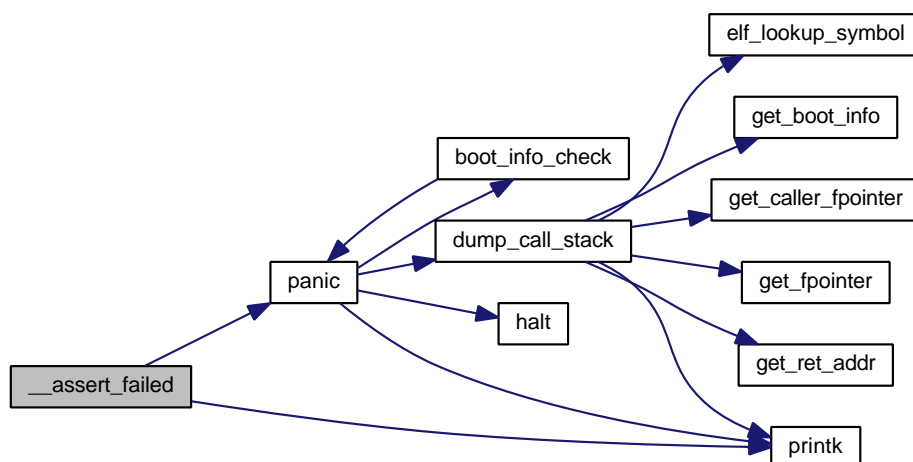 elf_lookup_symbol
get_boot_info
boot_info_check
get_caller_fpointer
dump_call_stack
get_fpointer
panic
halt
get_ret_addr
__assert_failed
printk